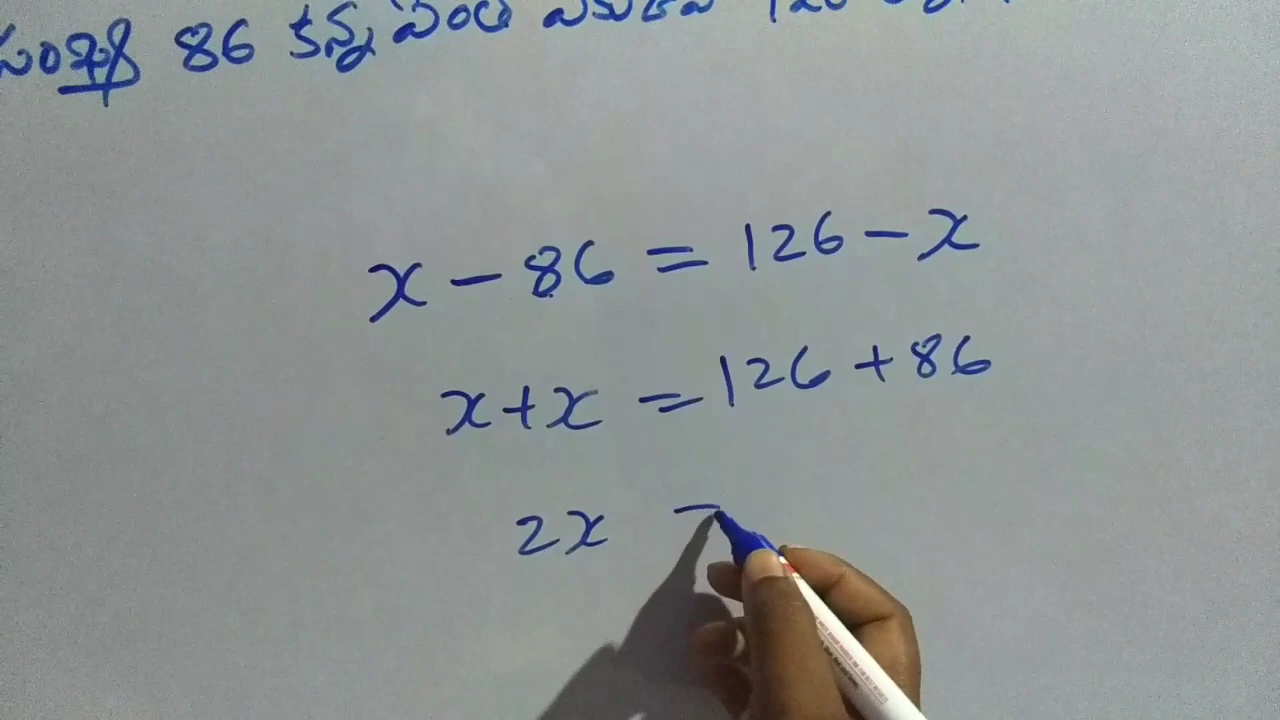 సంఖ్య 86 కన్న ఎంత
x - 86 = 126 - x
x + x = 126 + 86
2x